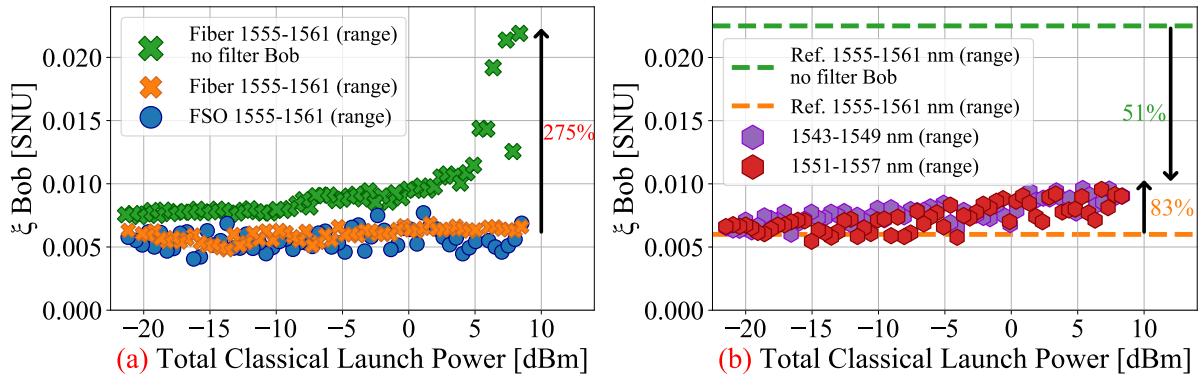 ξ Bob [SNU]
0.020
0.015
0.010
0.005
0.000
Fiber 1555-1561 (range)
no filter Bob
Fiber 1555-1561 (range)
FSO 1555-1561 (range)
275%
−20 −15 −10 −5 0 5 10
(a) Total Classical Launch Power [dBm]
ξ Bob [SNU]
0.020
0.015
0.010
0.005
0.000
Ref. 1555-1561 nm (range)
no filter Bob
Ref. 1555-1561 nm (range)
1543-1549 nm (range)
1551-1557 nm (range)
51%
83%
−20 −15 −10 −5 0 5 10
(b) Total Classical Launch Power [dBm]